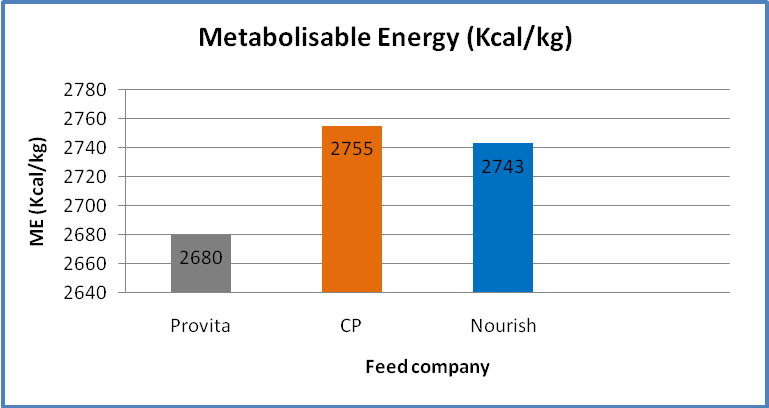 Metabolisable Energy (Kcal/kg)
2780
2760
2740
2720
2700
2680
2660
2640
ME (Kcal/kg)
2680
2755
2743
Provita
CP
Nourish
Feed company